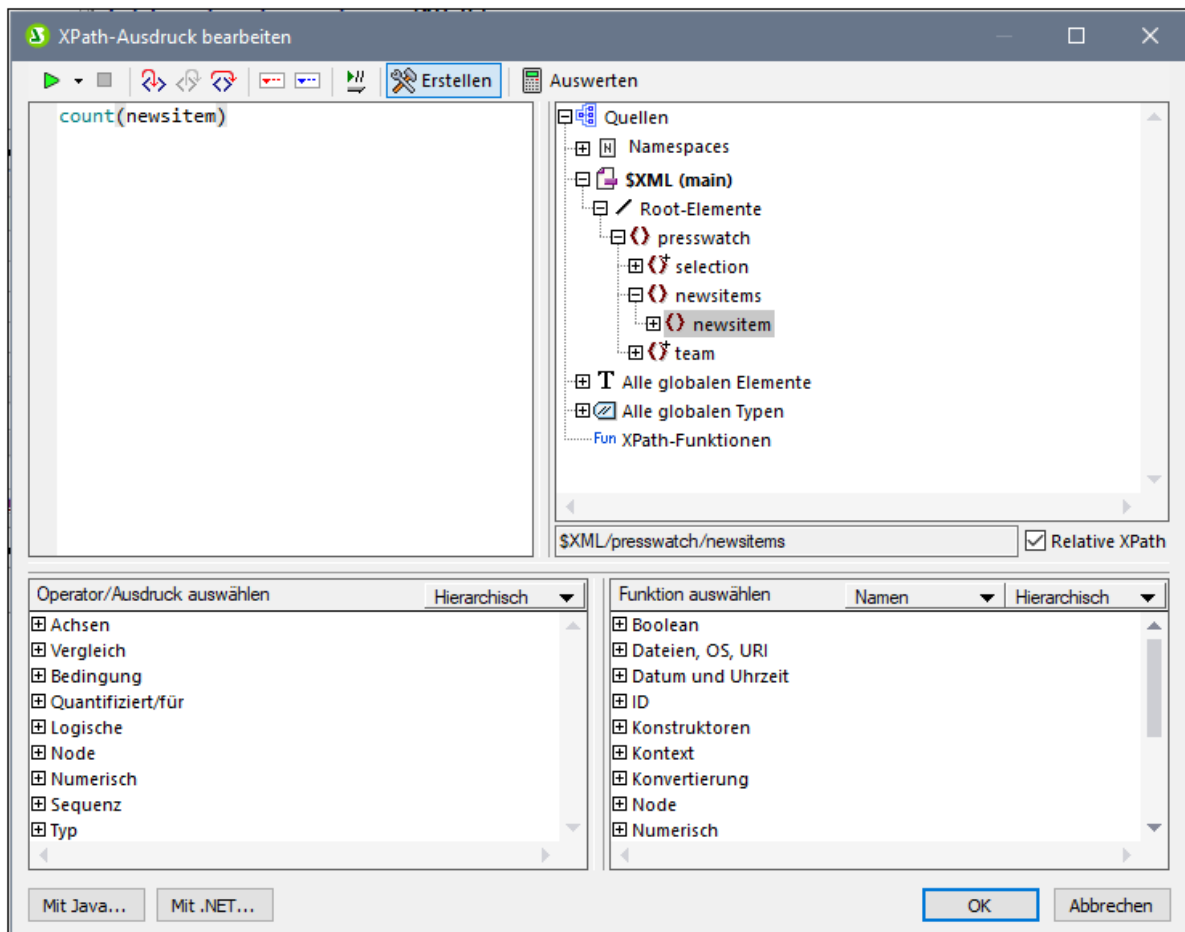 XPath-Ausdruck bearbeiten
Erstellen
Auswerten
count(newsitem)
Quellen
Namespaces
$XML (main)
Root-Elemente
presswatch
selection
newsitems
newsitem
team
Alle globalen Elemente
Alle globalen Typen
Fun XPath-Funktionen
$XML/presswatch/newsitems
Relative XPath
Operator/Ausdruck auswählen Hierarchisch
Achsen
Vergleich
Bedingung
Quantifiziert/für
Logische
Node
Numerisch
Sequenz
Typ
Funktion auswählen Namen Hierarchisch
Boolean
Dateien, OS, URI
Datum und Uhrzeit
ID
Konstruktoren
Kontext
Konvertierung
Node
Numerisch
Mit Java...
Mit .NET...
OK
Abbrechen